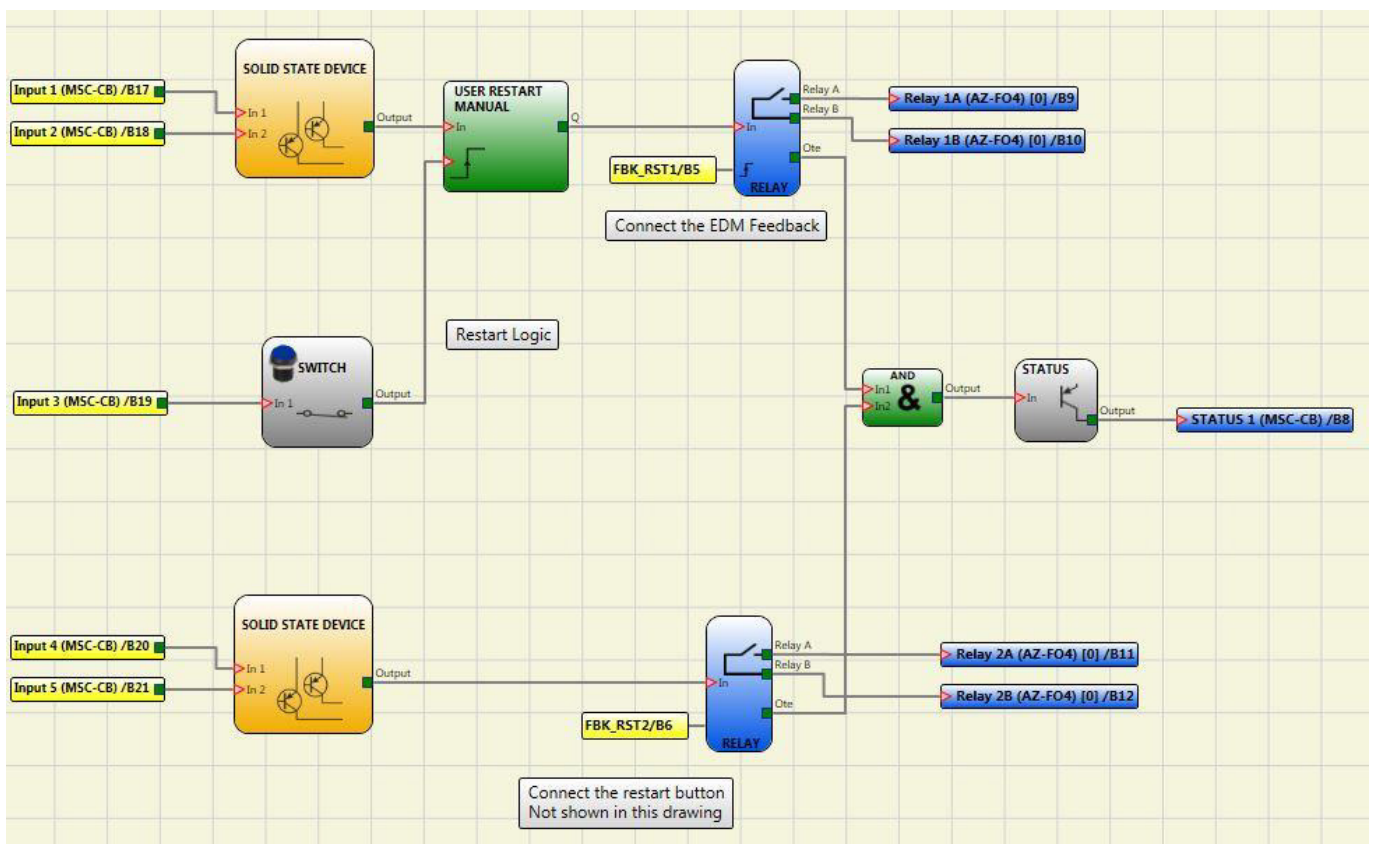 SOLID STATE DEVICE
Input 1 (MSC-CB) /B17
Input 2 (MSC-CB) /B18
In 1
In 2
Output
USER RESTART
MANUAL
In
Q
In
RELAY
Relay A
Relay B
Ote
FBK_RST1/B5
Relay 1A (AZ-FO4) [0] /B9
Relay 1B (AZ-FO4) [0] /B10
Connect the EDM Feedback
Restart Logic
Input 3 (MSC-CB) /B19
SWITCH
In 1
Output
AND
In1
In2
&
Output
STATUS
In
Output
STATUS 1 (MSC-CB) /B8
SOLID STATE DEVICE
Input 4 (MSC-CB) /B20
Input 5 (MSC-CB) /B21
In 1
In 2
Output
In
Relay A
Relay B
Ote
FBK_RST2/B6
RELAY
Relay 2A (AZ-FO4) [0] /B11
Relay 2B (AZ-FO4) [0] /B12
Connect the restart button
Not shown in this drawing